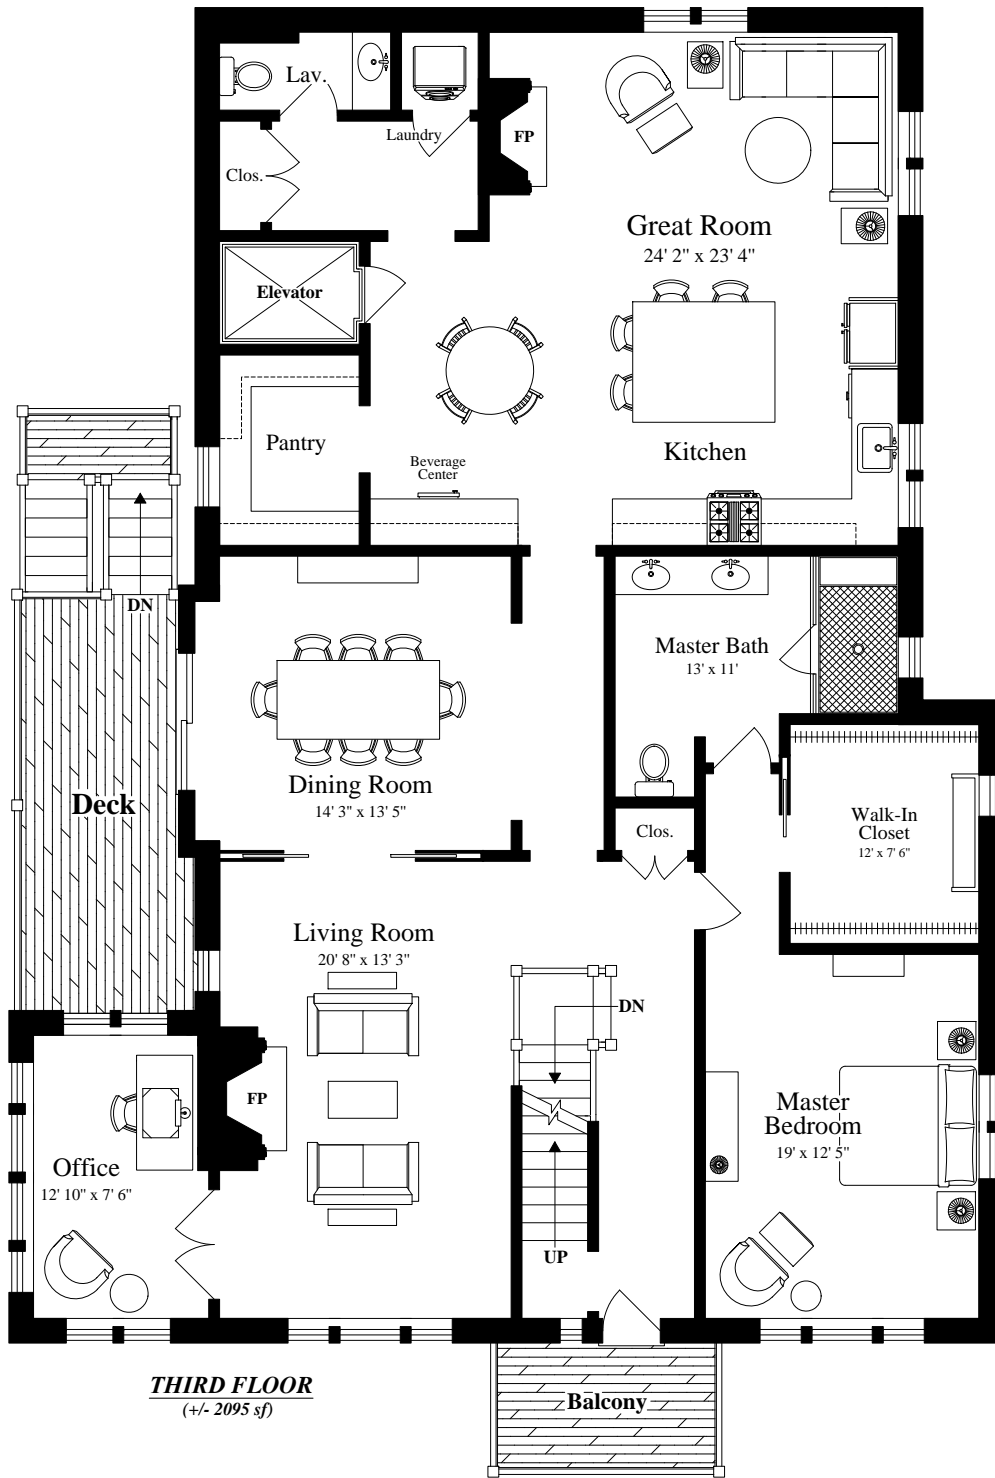 Lav.
Laundry
FP
Clos.
Great Room
24' 2" x 23' 4"
Elevator
Pantry
Beverage
Center
Kitchen
DN
Master Bath
13' x 11'
Dining Room
14' 3" x 13' 5"
Deck
Clos.
Walk-In
Closet
12' x 7' 6"
Living Room
20' 8" x 13' 3"
DN
FP
Master
Bedroom
19' x 12' 5"
Office
12' 10" x 7' 6"
UP
THIRD FLOOR
(+/- 2095 sf)
Balcony